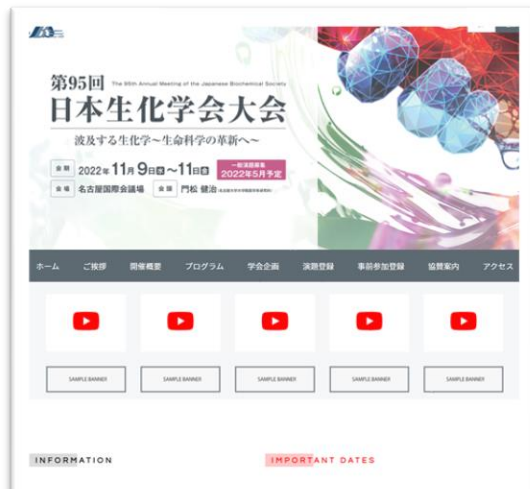 第95回 The 95th Annual Meeting of the Japanese Biochemical Society
日本生化学会大会
波及する生化学～生命科学の革新へ～
会期 2022年11月9日水～11日金 一般演題募集
2022年5月予定
会場 名古屋国際会議場 会頭 門松 健治
ホーム ご挨拶 開催概要 プログラム 学会企画 演題登録 事前参加登録 協賛案内 アクセス
SAMPLE BANNER SAMPLE BANNER SAMPLE BANNER SAMPLE BANNER SAMPLE BANNER
INFORMATION IMPORTANT DATES